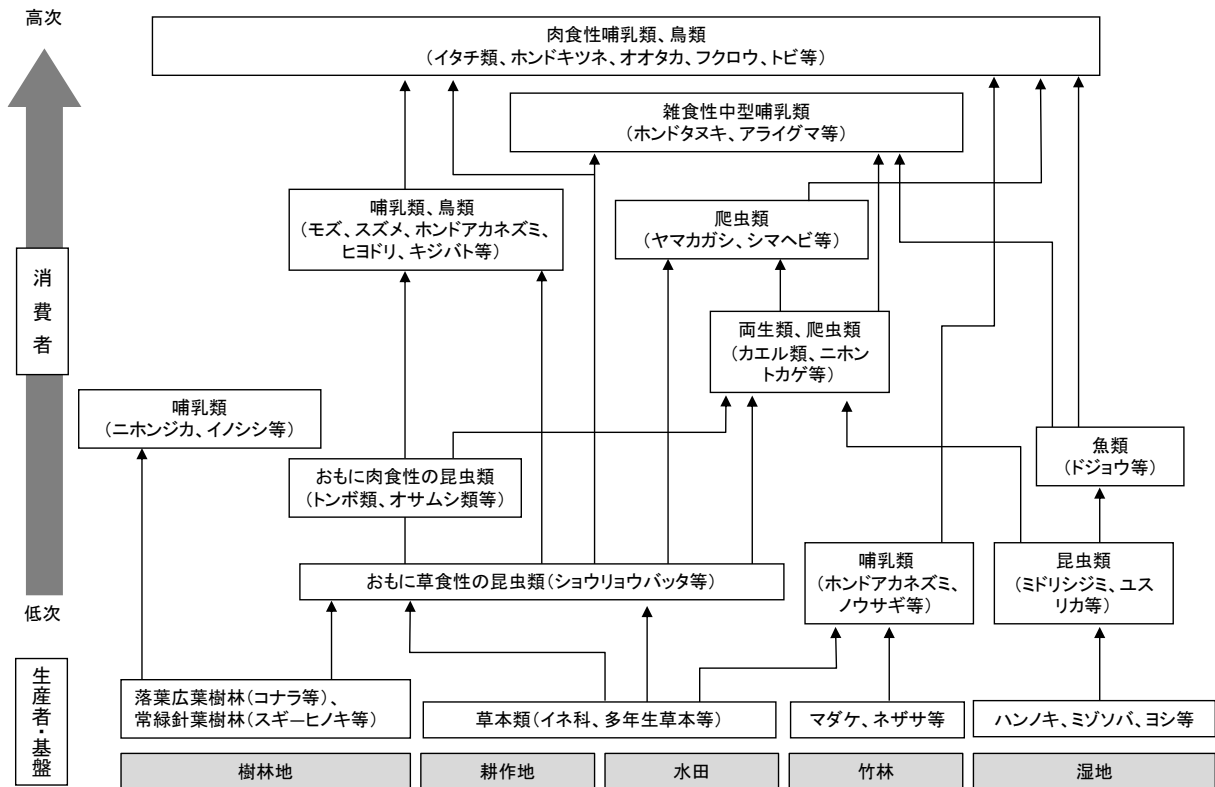 高次
肉食性哺乳類、鳥類
(イタチ類、ホンドキツネ、オオタカ、フクロウ、トビ等)
雑食性中型哺乳類
(ホンドタヌキ、アライグマ等)
哺乳類、鳥類
(モズ、スズメ、ホンドアカネズミ、
ヒヨドリ、キジバト等)
爬虫類
(ヤマカガシ、シマヘビ等)
消費者
両生類、爬虫類
(カエル類、ニホン
トカゲ等)
哺乳類
(ニホンジカ、イノシシ等)
おもに肉食性の昆虫類
(トンボ類、オサムシ類等)
魚類
(ドジョウ等)
おもに草食性の昆虫類(ショウリョウバッタ等)
哺乳類
(ホンドアカネズミ、
ノウサギ等)
昆虫類
(ミドリシジミ、ユス
リカ等)
低次
生産者・基盤
落葉広葉樹林(コナラ等)、
常緑針葉樹林(スギ―ヒノキ等)
草本類(イネ科、多年生草本等)
マダケ、ネザサ等
ハンノキ、ミゾソバ、ヨシ等
樹林地
耕作地
水田
竹林
湿地